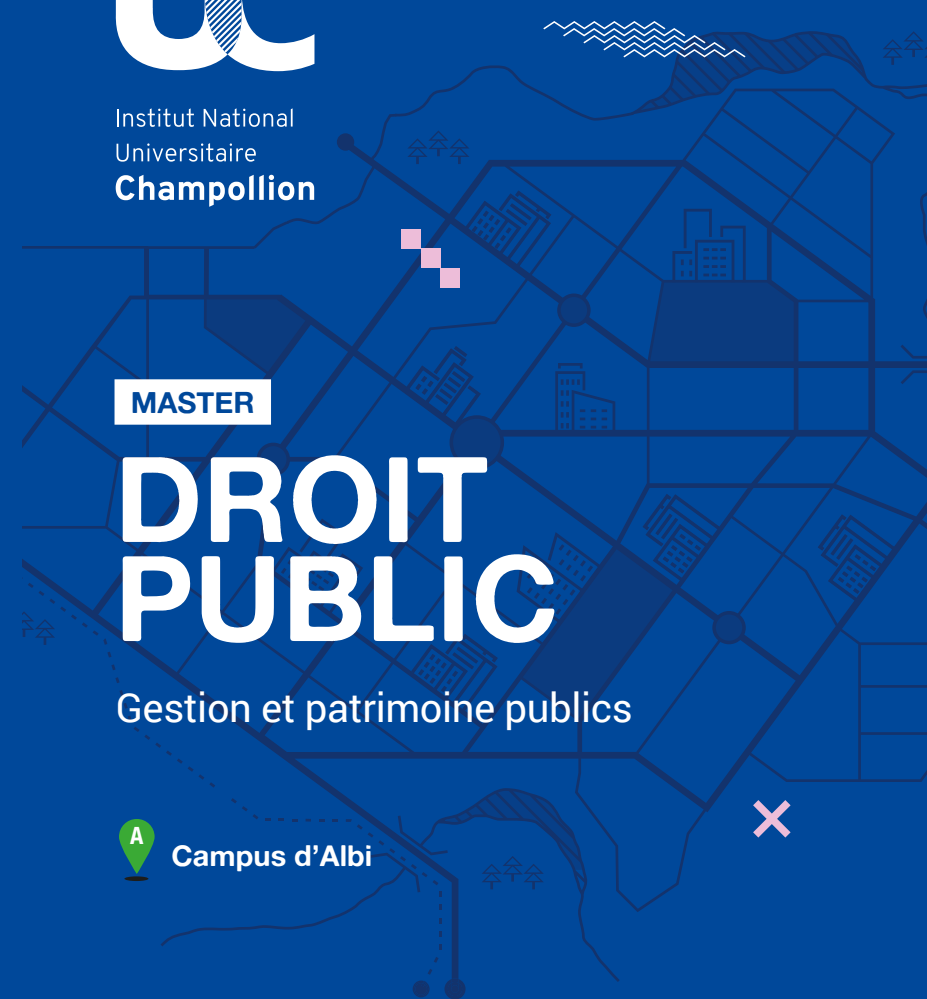 Institut National
Universitaire
Champollion
MASTER
DROIT
PUBLIC
Gestion et patrimoine publics
A
Campus d'Albi